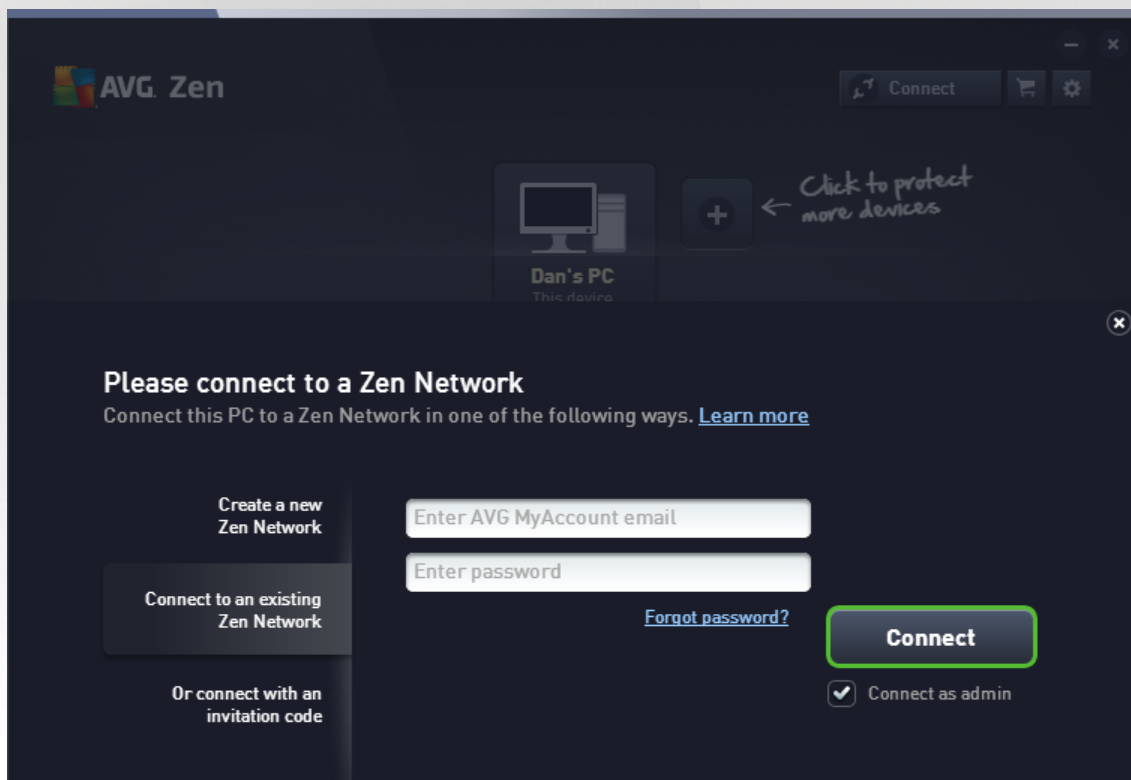 AVG. Zen
Connect
Click to protect
more devices
Dan's PC
This device
Please connect to a Zen Network
Connect this PC to a Zen Network in one of the following ways. Learn more
Create a new
Zen Network
Enter AVG MyAccount email
Enter password
Connect to an existing
Zen Network
Forgot password?
Connect
Connect as admin
Or connect with an
invitation code